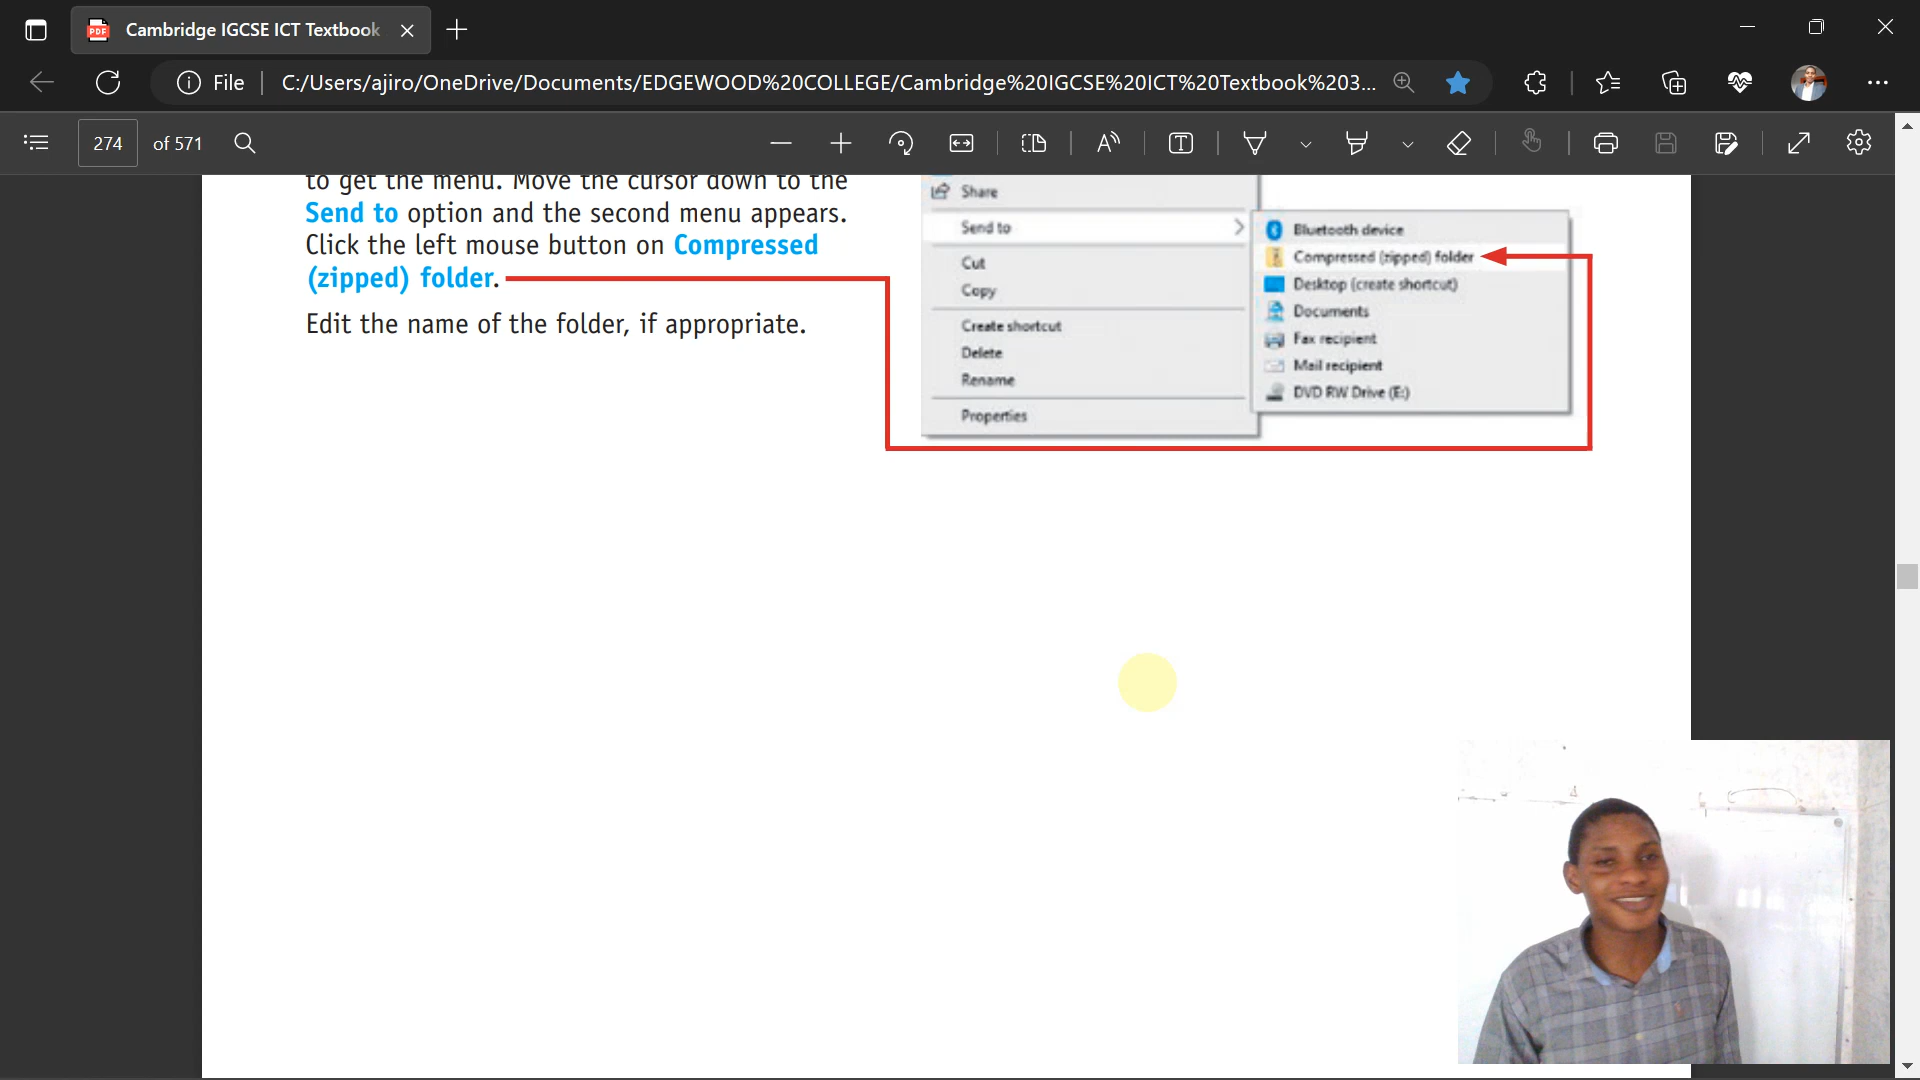 Cambridge IGCSE ICT Textbook
File
C:/Users/ajiro/OneDrive/Documents/EDGEWOOD%20COLLEGE/Cambridge%20IGCSE%20ICT%20Textbook%203...
274 of 571
to get the menu. Move the cursor down to the
Send to option and the second menu appears.
Click the left mouse button on Compressed
(zipped) folder.
Edit the name of the folder, if appropriate.
Share
Send to
Cut
Copy
Create shortcut
Delete
Rename
Properties
Bluetooth device
Compressed (zipped) folder
Desktop (create shortcut)
Documents
Fax recipient
Mail recipient
DVD RW Drive (E:)